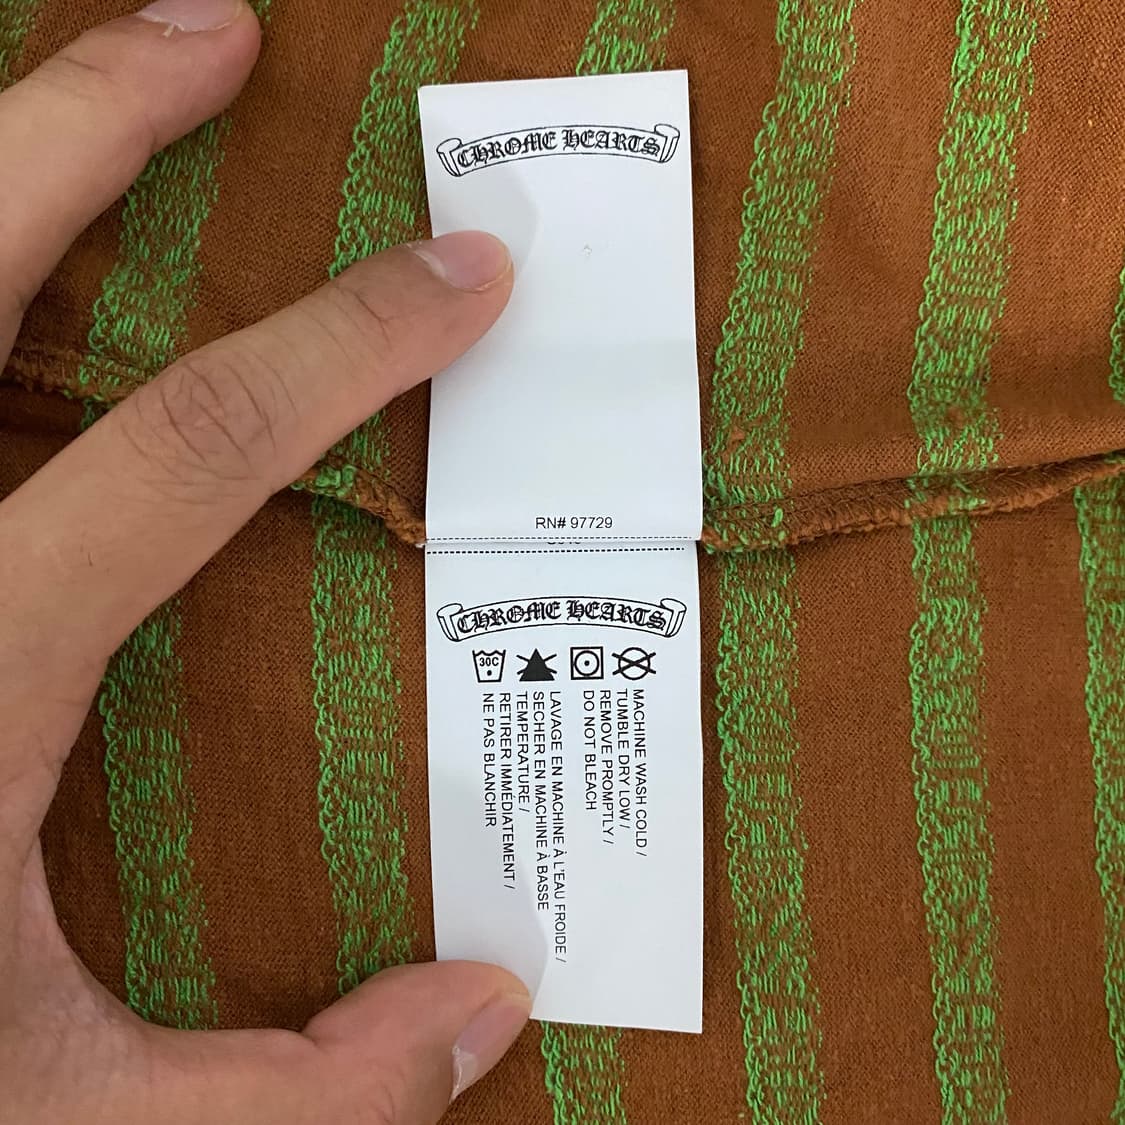 CHROME HEARTS
RN# 97729
CHROME HEARTS
30C
MACHINE WASH COLD /
TUMBLE DRY LOW /
REMOVE PROMPTLY /
DO NOT BLEACH
LAVAGE EN MACHINE À L'EAU FROIDE /
SECHER EN MACHINE À BASSE
TEMPERATURE /
RETIRER IMMÉDIATEMENT /
NE PAS BLANCHIR